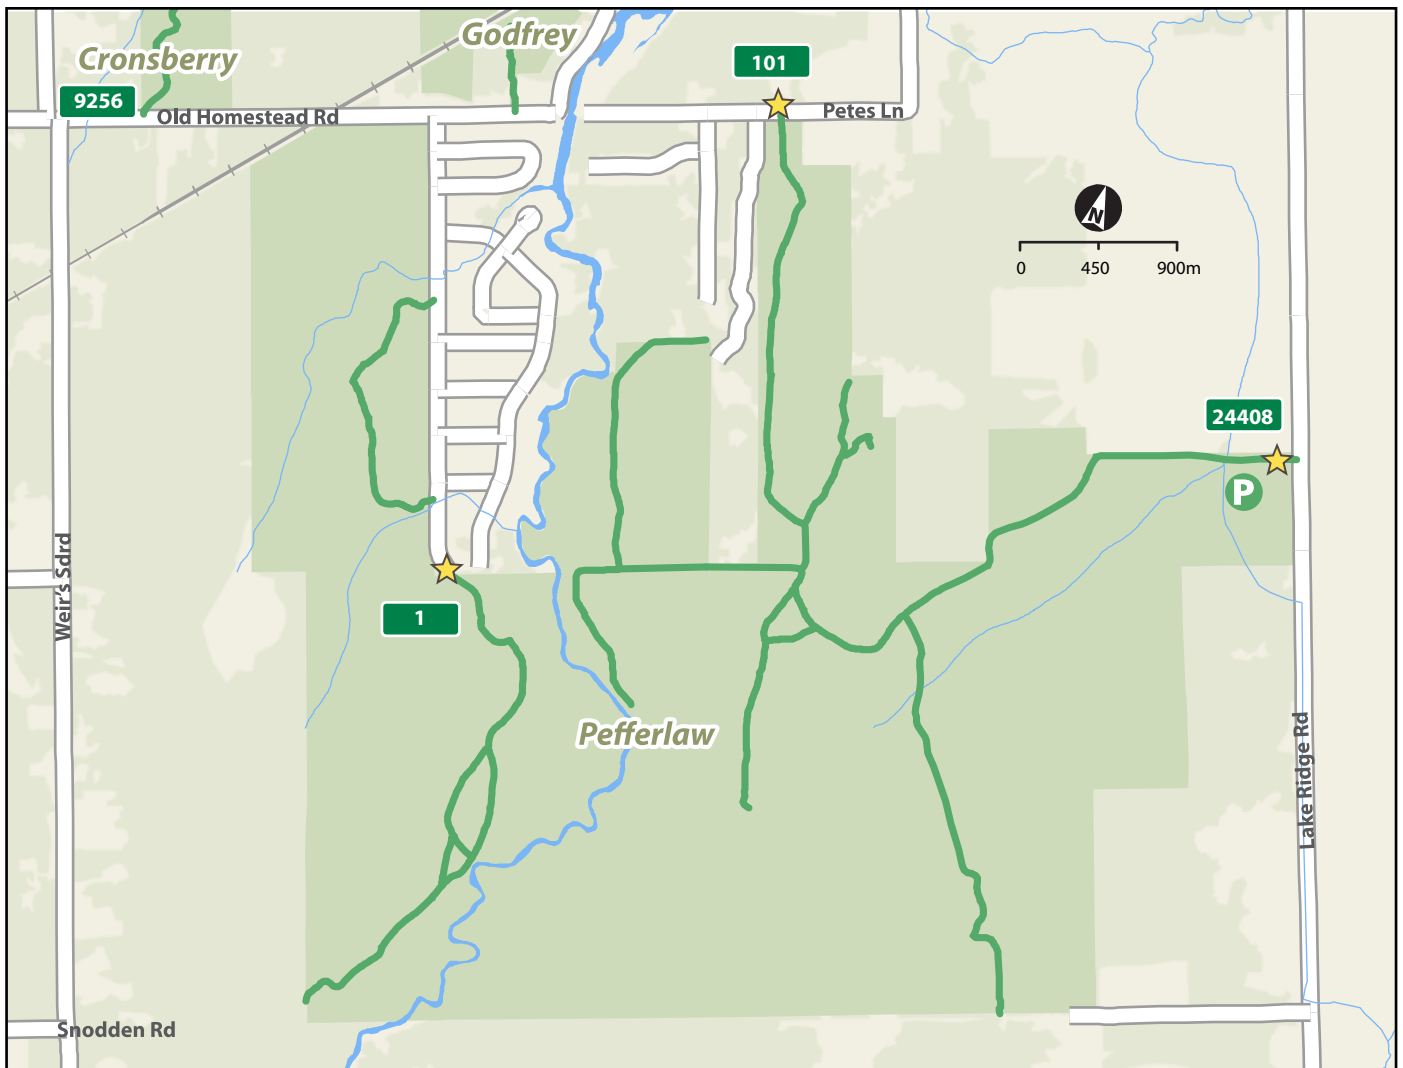 Godfrey
Cronsberry
101
9256
Old Homestead Rd
Petes Ln
N
0 450 900m
24408
P
Weir's Sdrd
1
Pefferlaw
Lake Ridge Rd
Snodden Rd